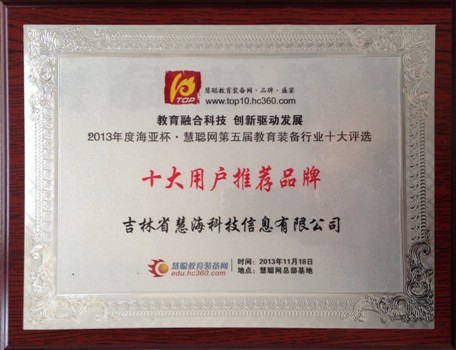 TOP
慧聪教育装备网·品牌·盛宴
www.top10.hc360.com
教育融合科技 创新驱动发展
2013年度海亚杯·慧聪网第五届教育装备行业十大评选
十大用户推荐品牌
吉林省慧海科技信息有限公司
慧聪教育装备网
edu.hc360.com
时间：2013年11月18日
地点：慧聪网总部基地